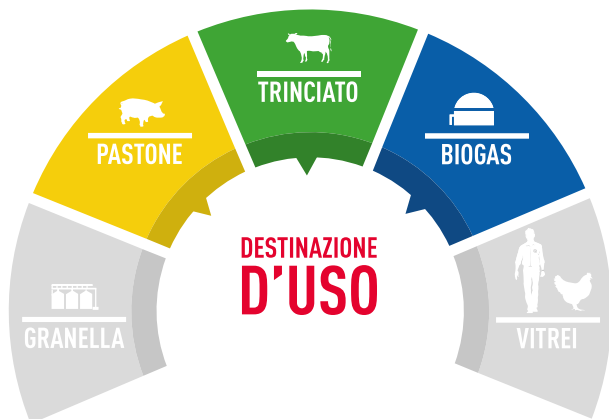 TRINCIATO
PASTONE
BIOGAS
DESTINAZIONE
D'USO
GRANELLA
VITREI